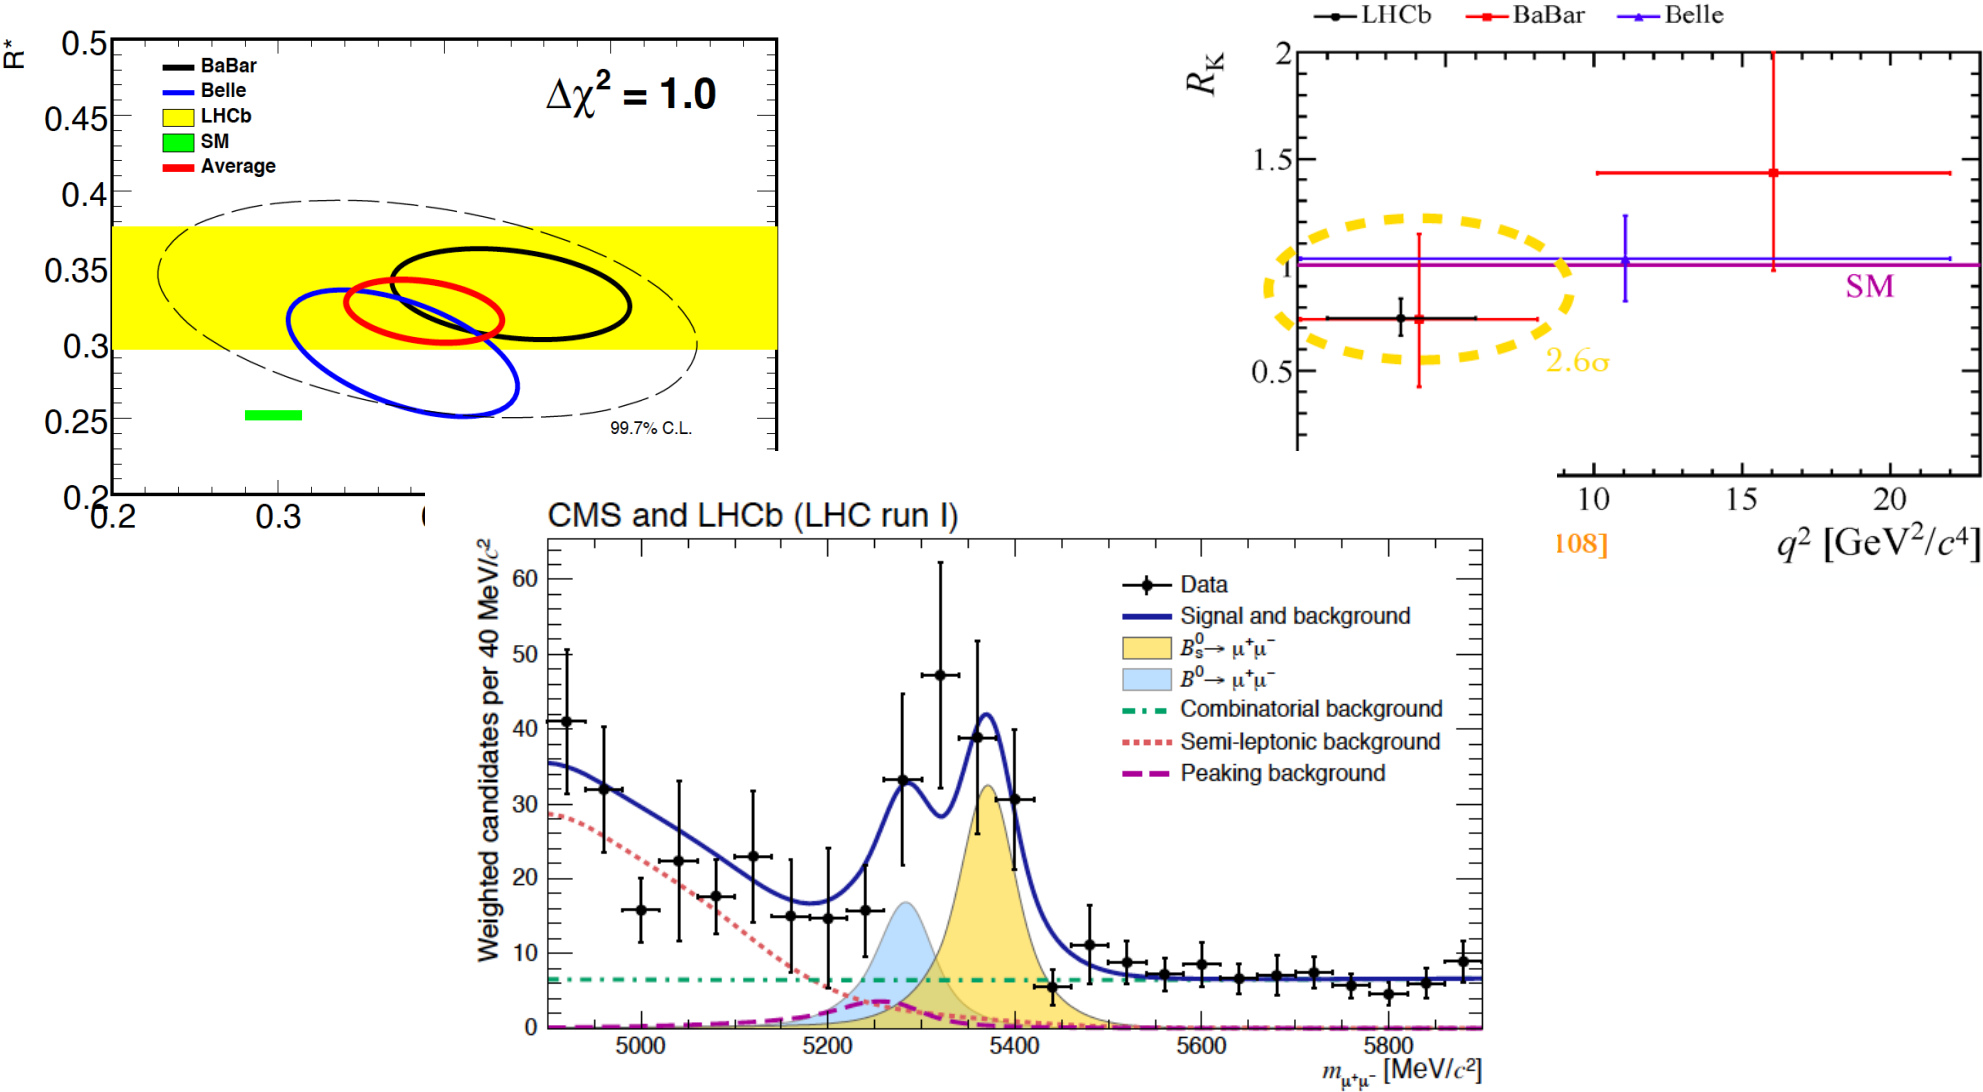 R*
0.5
0.45
0.4
0.35
0.3
0.25
0.2
0.2
0.3
BaBar
Belle
LHCb
SM
Average
Δχ² = 1.0
99.7% C.L.
LHCb BaBar Belle
R_K
2
1.5
1
0.5
SM
2.6σ
10 15 20
q² [GeV²/c⁴]
108]
CMS and LHCb (LHC run I)
Weighted candidates per 40 MeV/c²
60
50
40
30
20
10
0
Data
Signal and background
B⁰ₛ→ μ⁺μ⁻
B⁰→ μ⁺μ⁻
Combinatorial background
Semi-leptonic background
Peaking background
5000 5200 5400 5600 5800
m_μ⁺μ⁻ [MeV/c²]